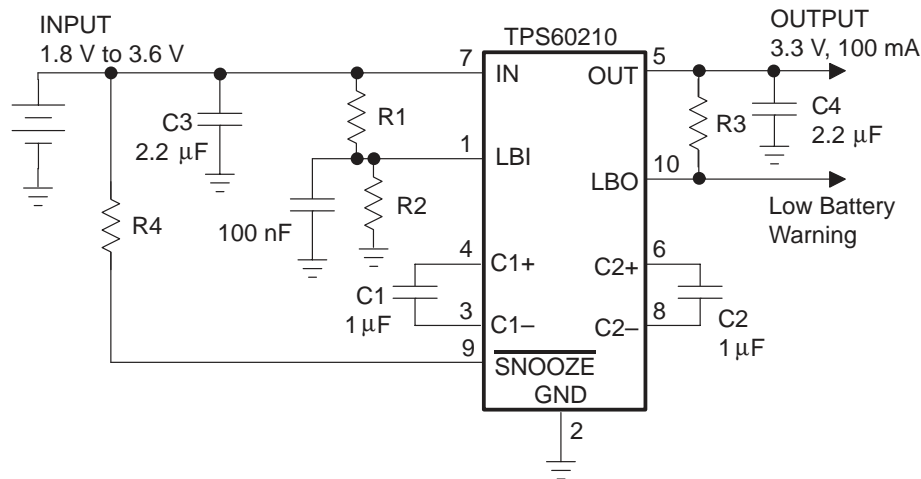 INPUT
1.8 V to 3.6 V
TPS60210
OUTPUT
3.3 V, 100 mA
7
IN
OUT
5
R1
C3
2.2 μF
R3
C4
2.2 μF
1
LBI
10
LBO
R4
100 nF
R2
Low Battery
Warning
4
C1+
C2+
6
C1
1 μF
C2
1 μF
3
C1–
C2–
8
9
SNOOZE
GND
2